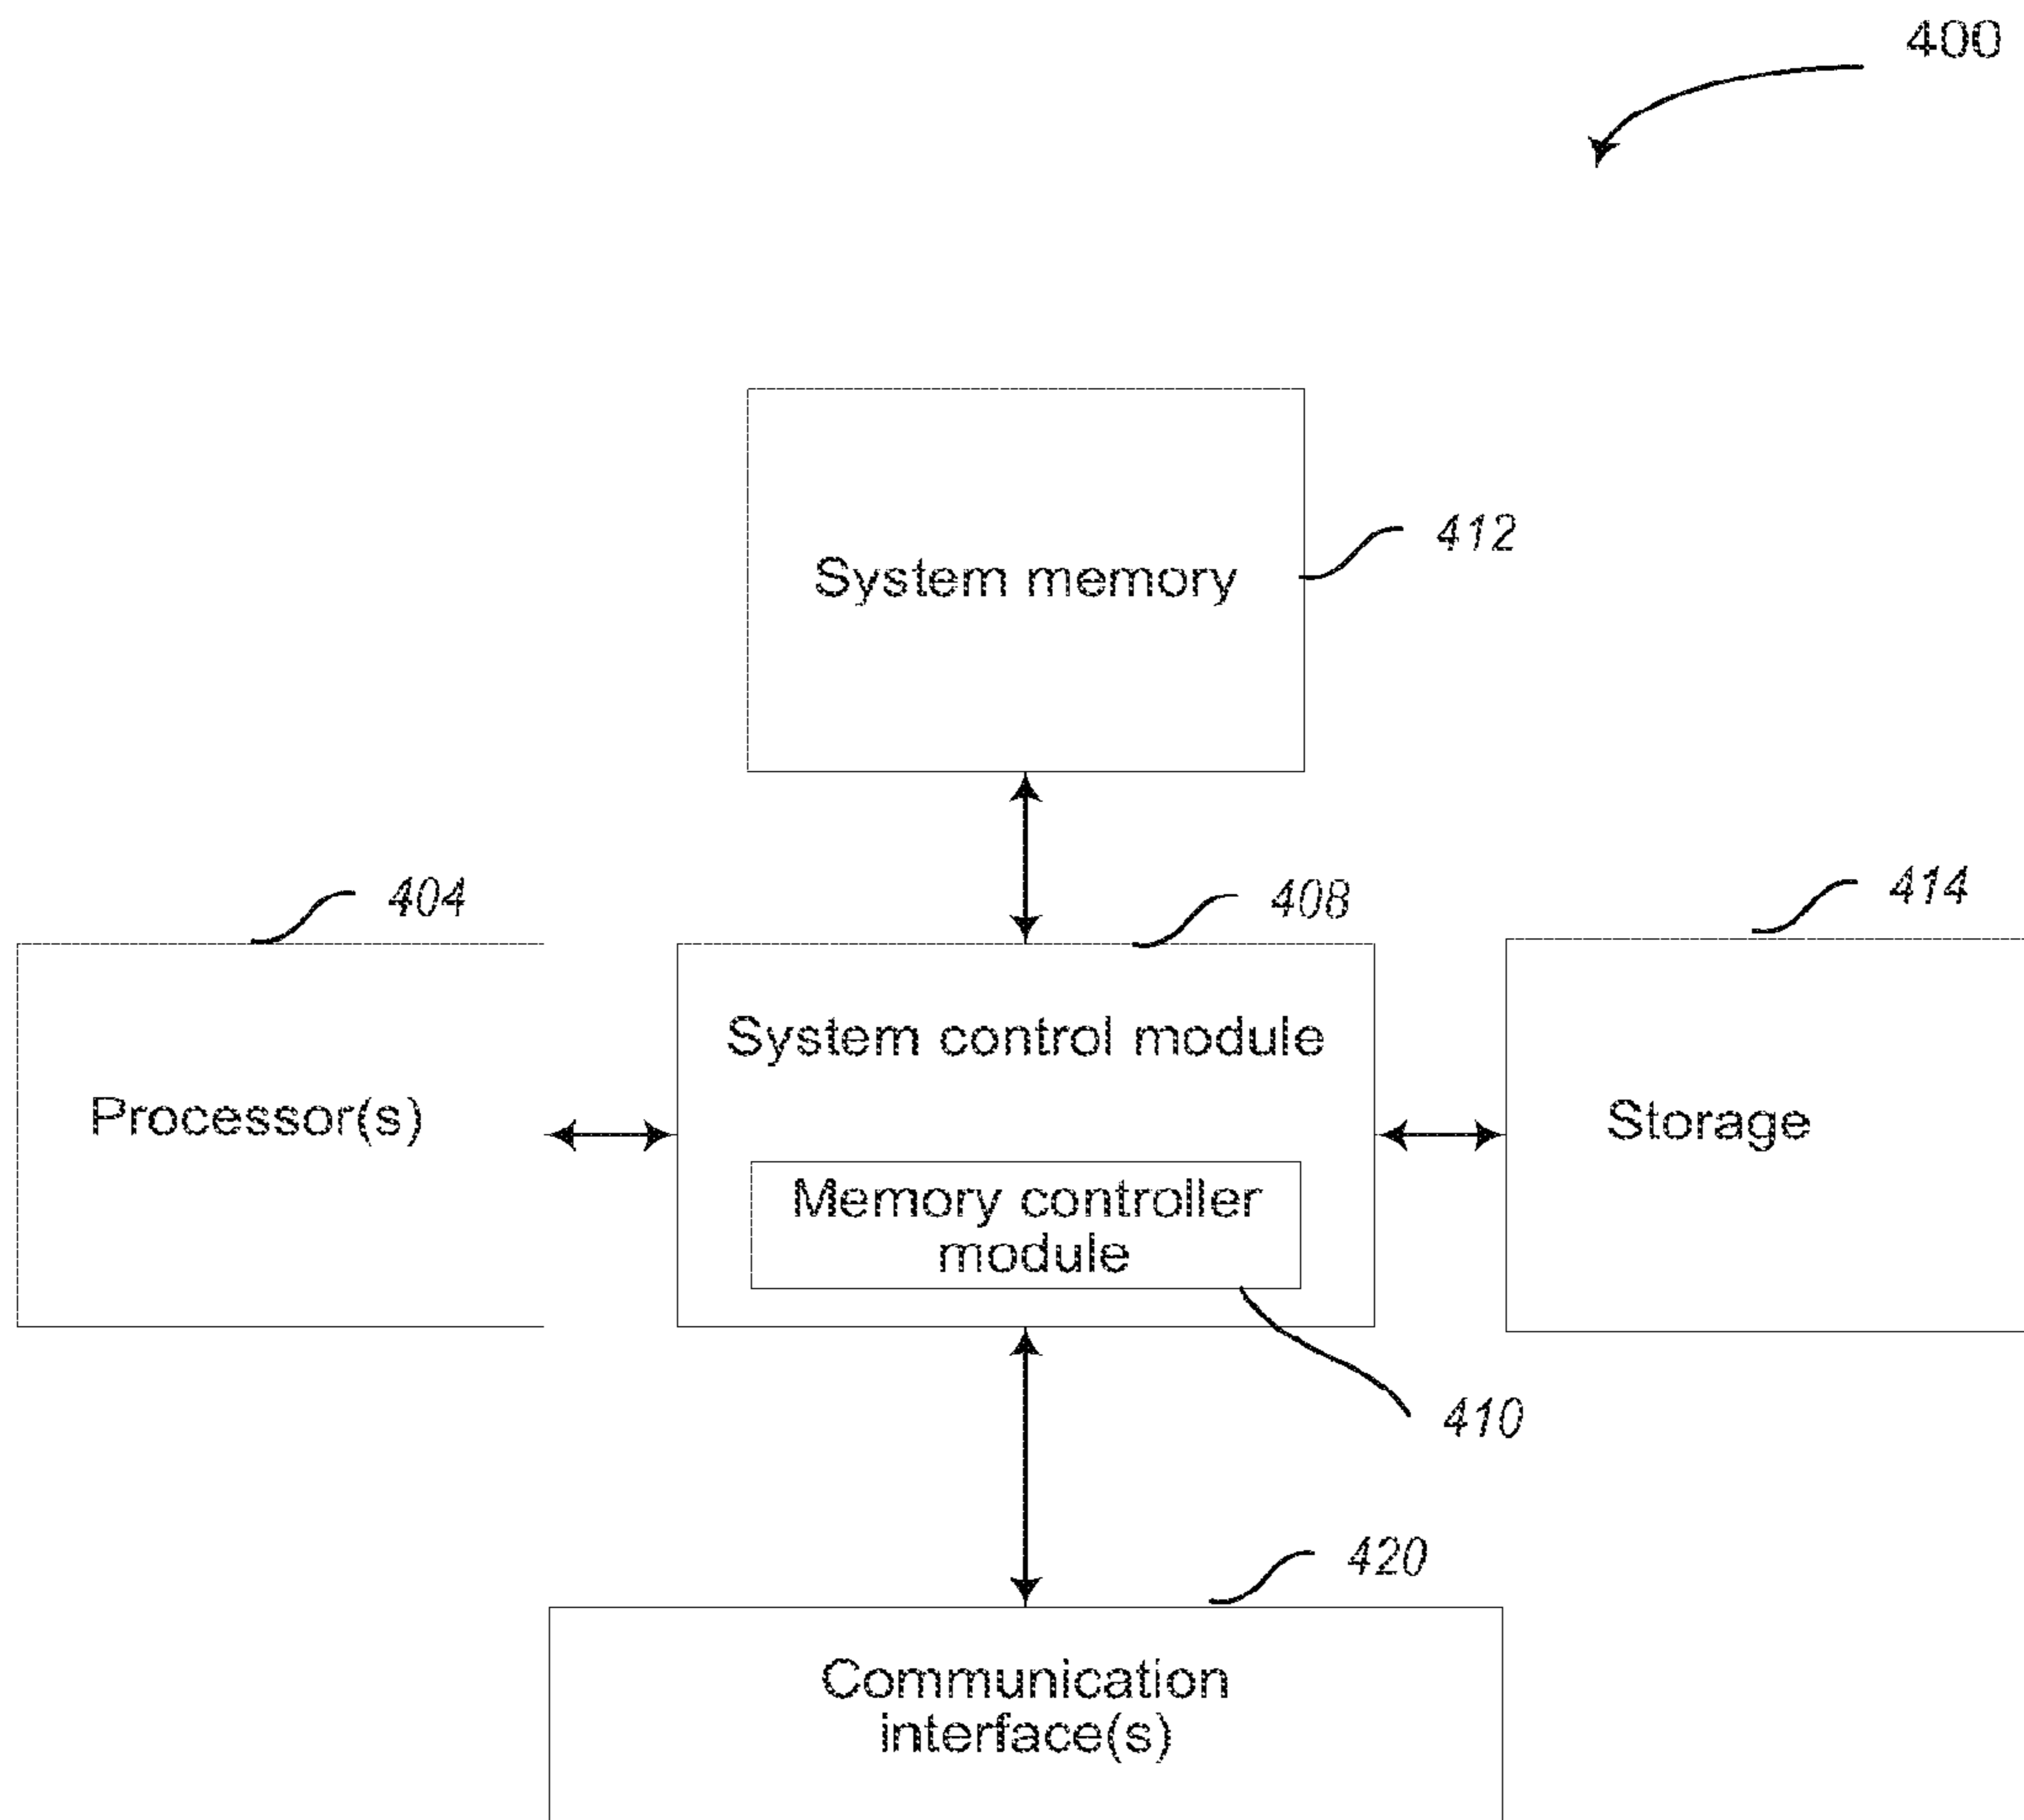 400
System memory
412
404
408
414
System control module
Processor(s)
Storage
Memory controller
module
410
420
Communication
interface(s)